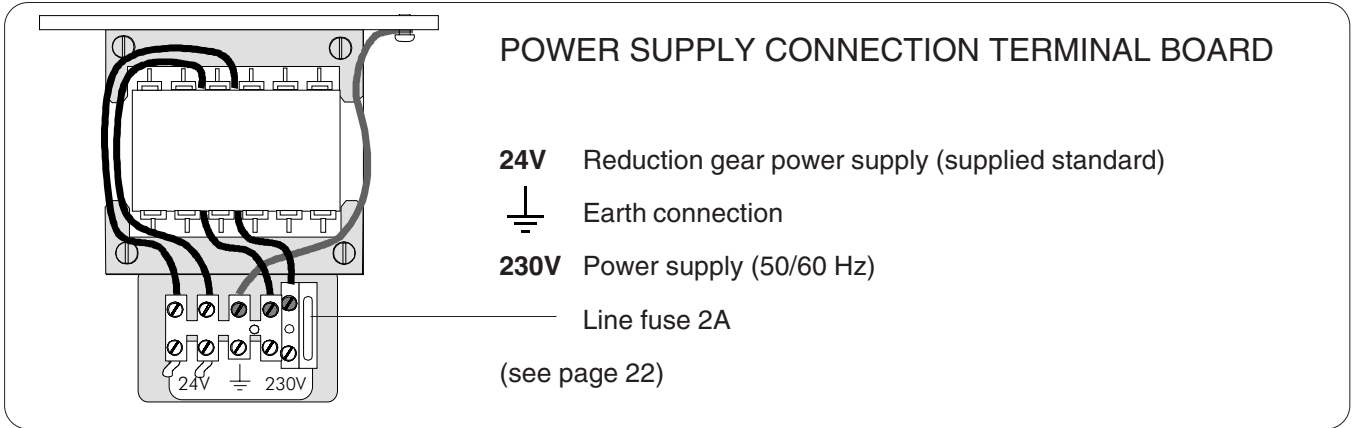 POWER SUPPLY CONNECTION TERMINAL BOARD
24V Reduction gear power supply (supplied standard)
Earth connection
230V Power supply (50/60 Hz)
Line fuse 2A
(see page 22)
24V 230V